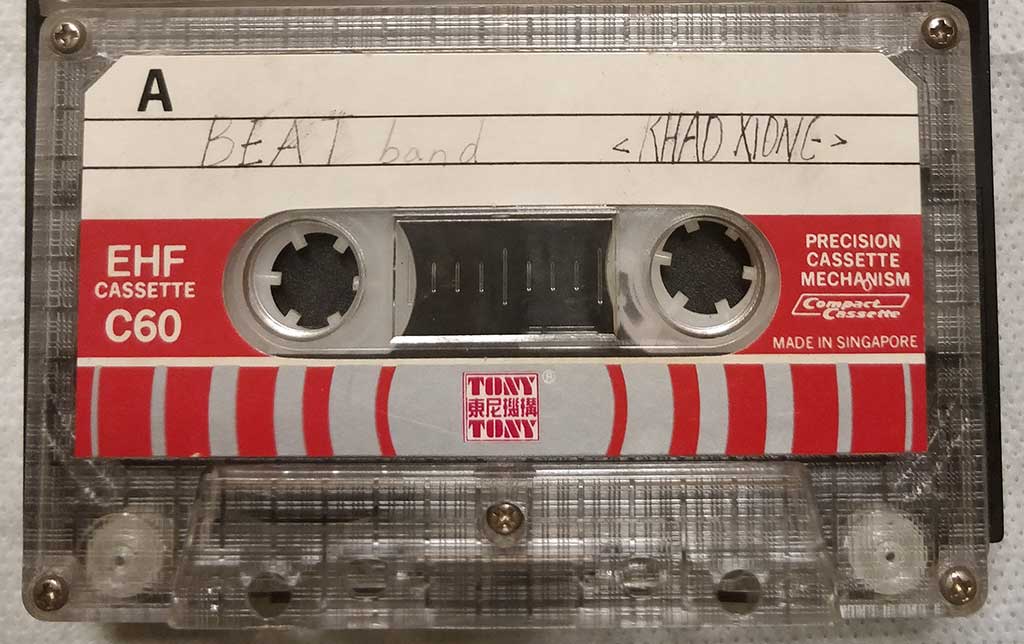 A
BEAT band <KHAO XIONG>
EHF
CASSETTE
C60
PRECISION
CASSETTE
MECHANISM
Compact
Cassette
MADE IN SINGAPORE
TONY ®
東尼機構
TONY